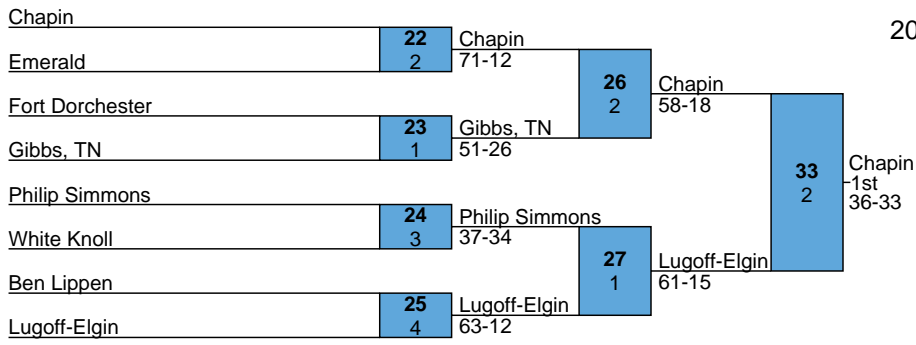 Chapin
20
22
Chapin
Emerald
2
71-12
26
Chapin
Fort Dorchester
2
58-18
23
Gibbs, TN
Gibbs, TN
1
51-26
33
Chapin
1st
Philip Simmons
2
36-33
24
Philip Simmons
White Knoll
3
37-34
27
Lugoff-Elgin
Ben Lippen
1
61-15
25
Lugoff-Elgin
Lugoff-Elgin
4
63-12